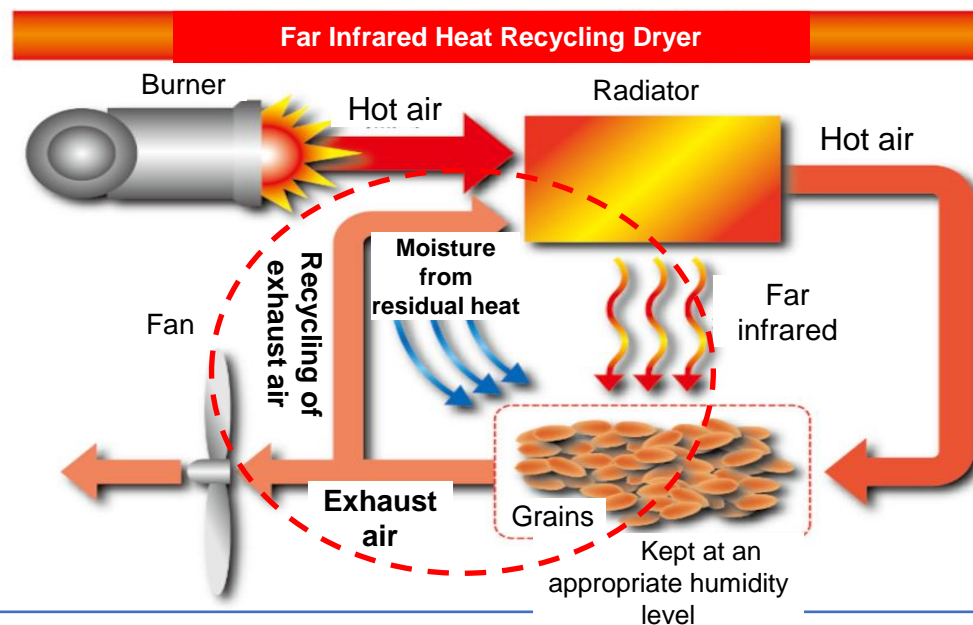 Far Infrared Heat Recycling Dryer
Burner
Hot air
Radiator
Hot air
Recycling of
exhaust air
Moisture
from
residual heat
Far
infrared
Fan
Exhaust
air
Grains
Kept at an
appropriate humidity
level